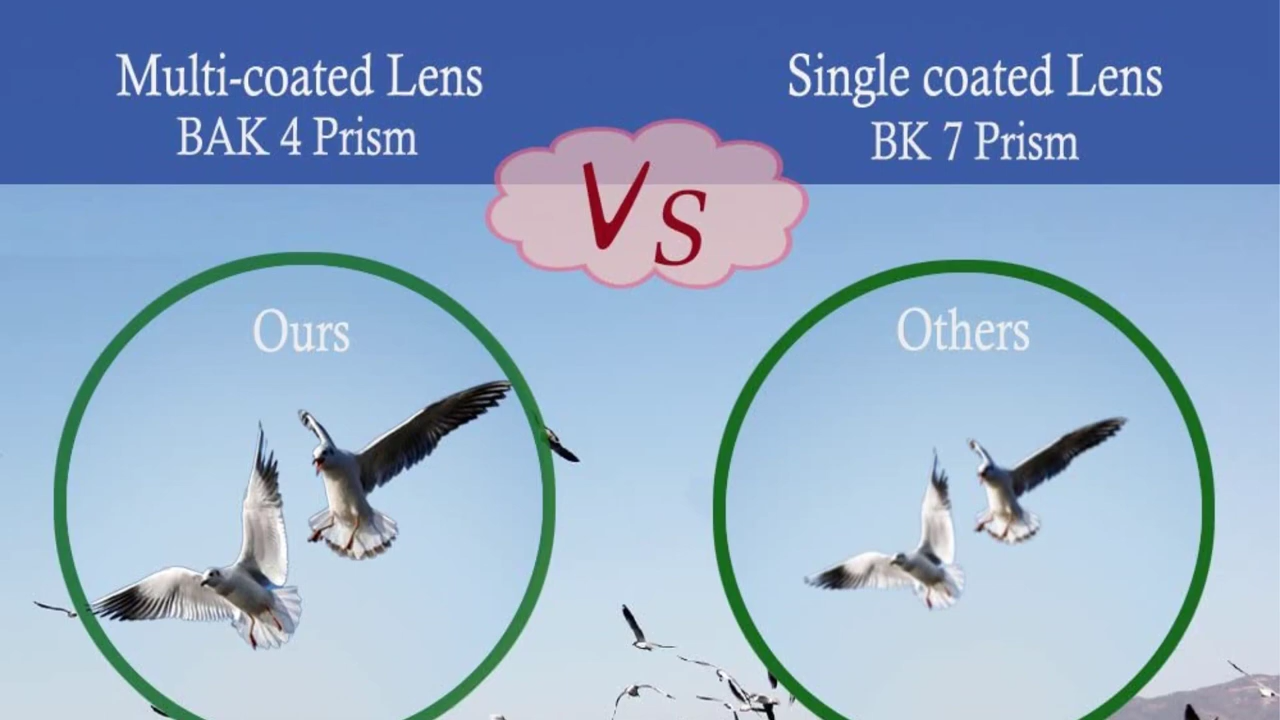 Multi-coated Lens
BAK 4 Prism
Single coated Lens
BK 7 Prism
Vs
Ours
Others